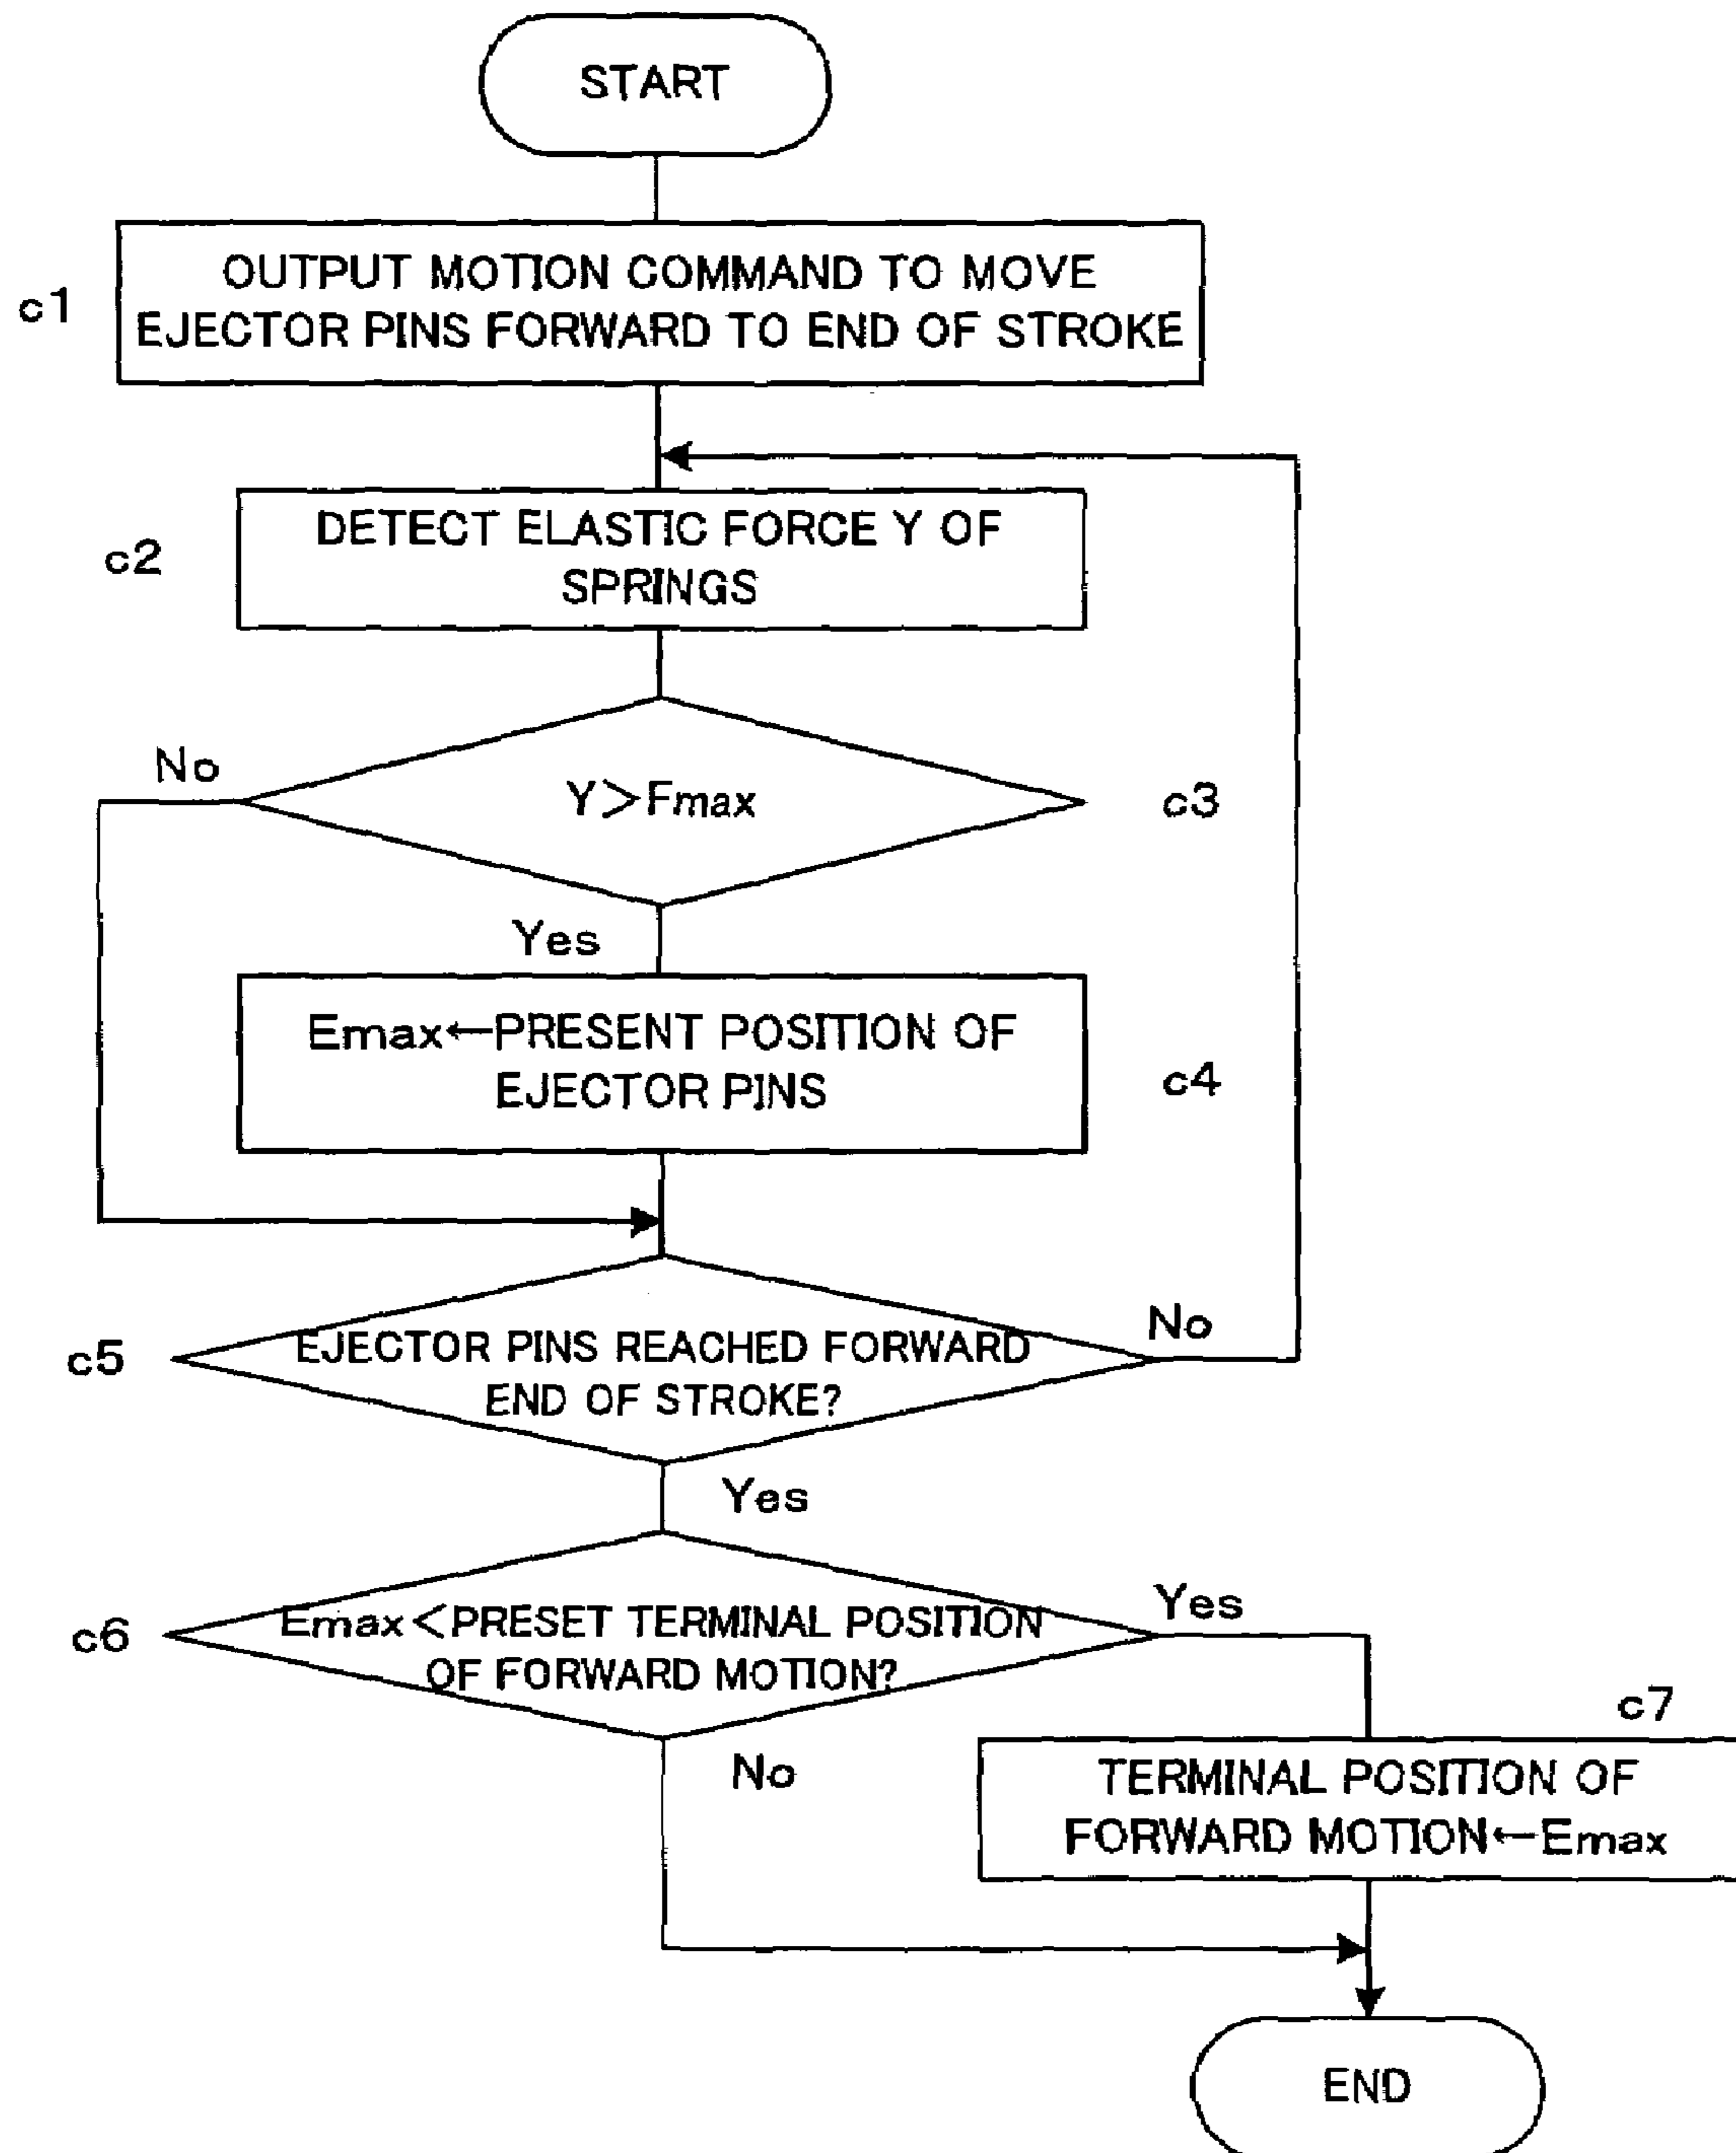 START
c1
OUTPUT MOTION COMMAND TO MOVE
EJECTOR PINS FORWARD TO END OF STROKE
c2
DETECT ELASTIC FORCE Y OF
SPRINGS
No
Y>Fmax
c3
Yes
Emax←PRESENT POSITION OF
EJECTOR PINS
c4
c5
EJECTOR PINS REACHED FORWARD
END OF STROKE?
No
Yes
c6
Emax<PRESET TERMINAL POSITION
OF FORWARD MOTION?
Yes
No
c7
TERMINAL POSITION OF
FORWARD MOTION←Emax
END